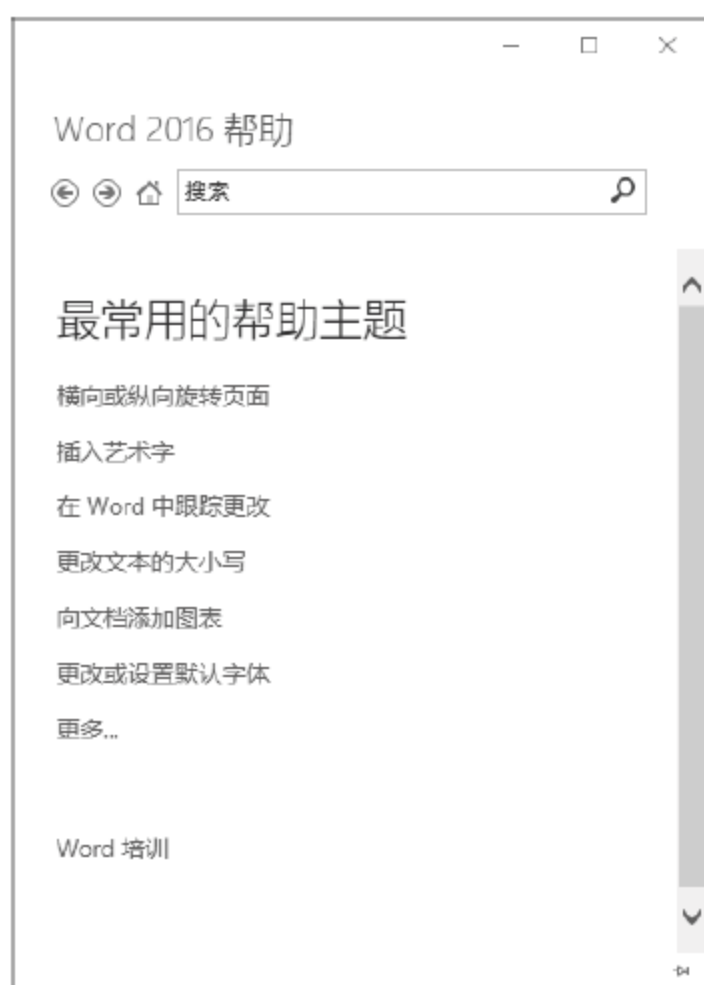 Word 2016 帮助
搜索
最常用的帮助主题
横向或纵向旋转页面
插入艺术字
在 Word 中跟踪更改
更改文本的大小写
向文档添加图表
更改或设置默认字体
更多...
Word 培训